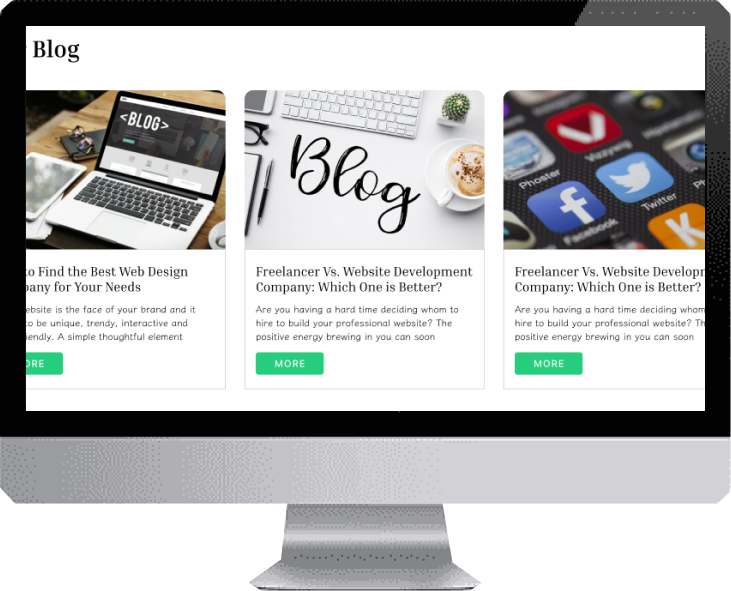 Blog
<BLOG>
Blog
Phoster
Facebook
Twitter
to Find the Best Web Design
pany for Your Needs
ebsite is the face of your brand and it
to be unique, trendy, interactive and
iendly. A simple thoughtful element
ORE
Freelancer Vs. Website Development
Company: Which One is Better?
Are you having a hard time deciding whom to
hire to build your professional website? The
positive energy brewing in you can soon
MORE
Freelancer Vs. Website Develop
Company: Which One is Better?
Are you having a hard time deciding whom
hire to build your professional website? Th
positive energy brewing in you can soon
MORE